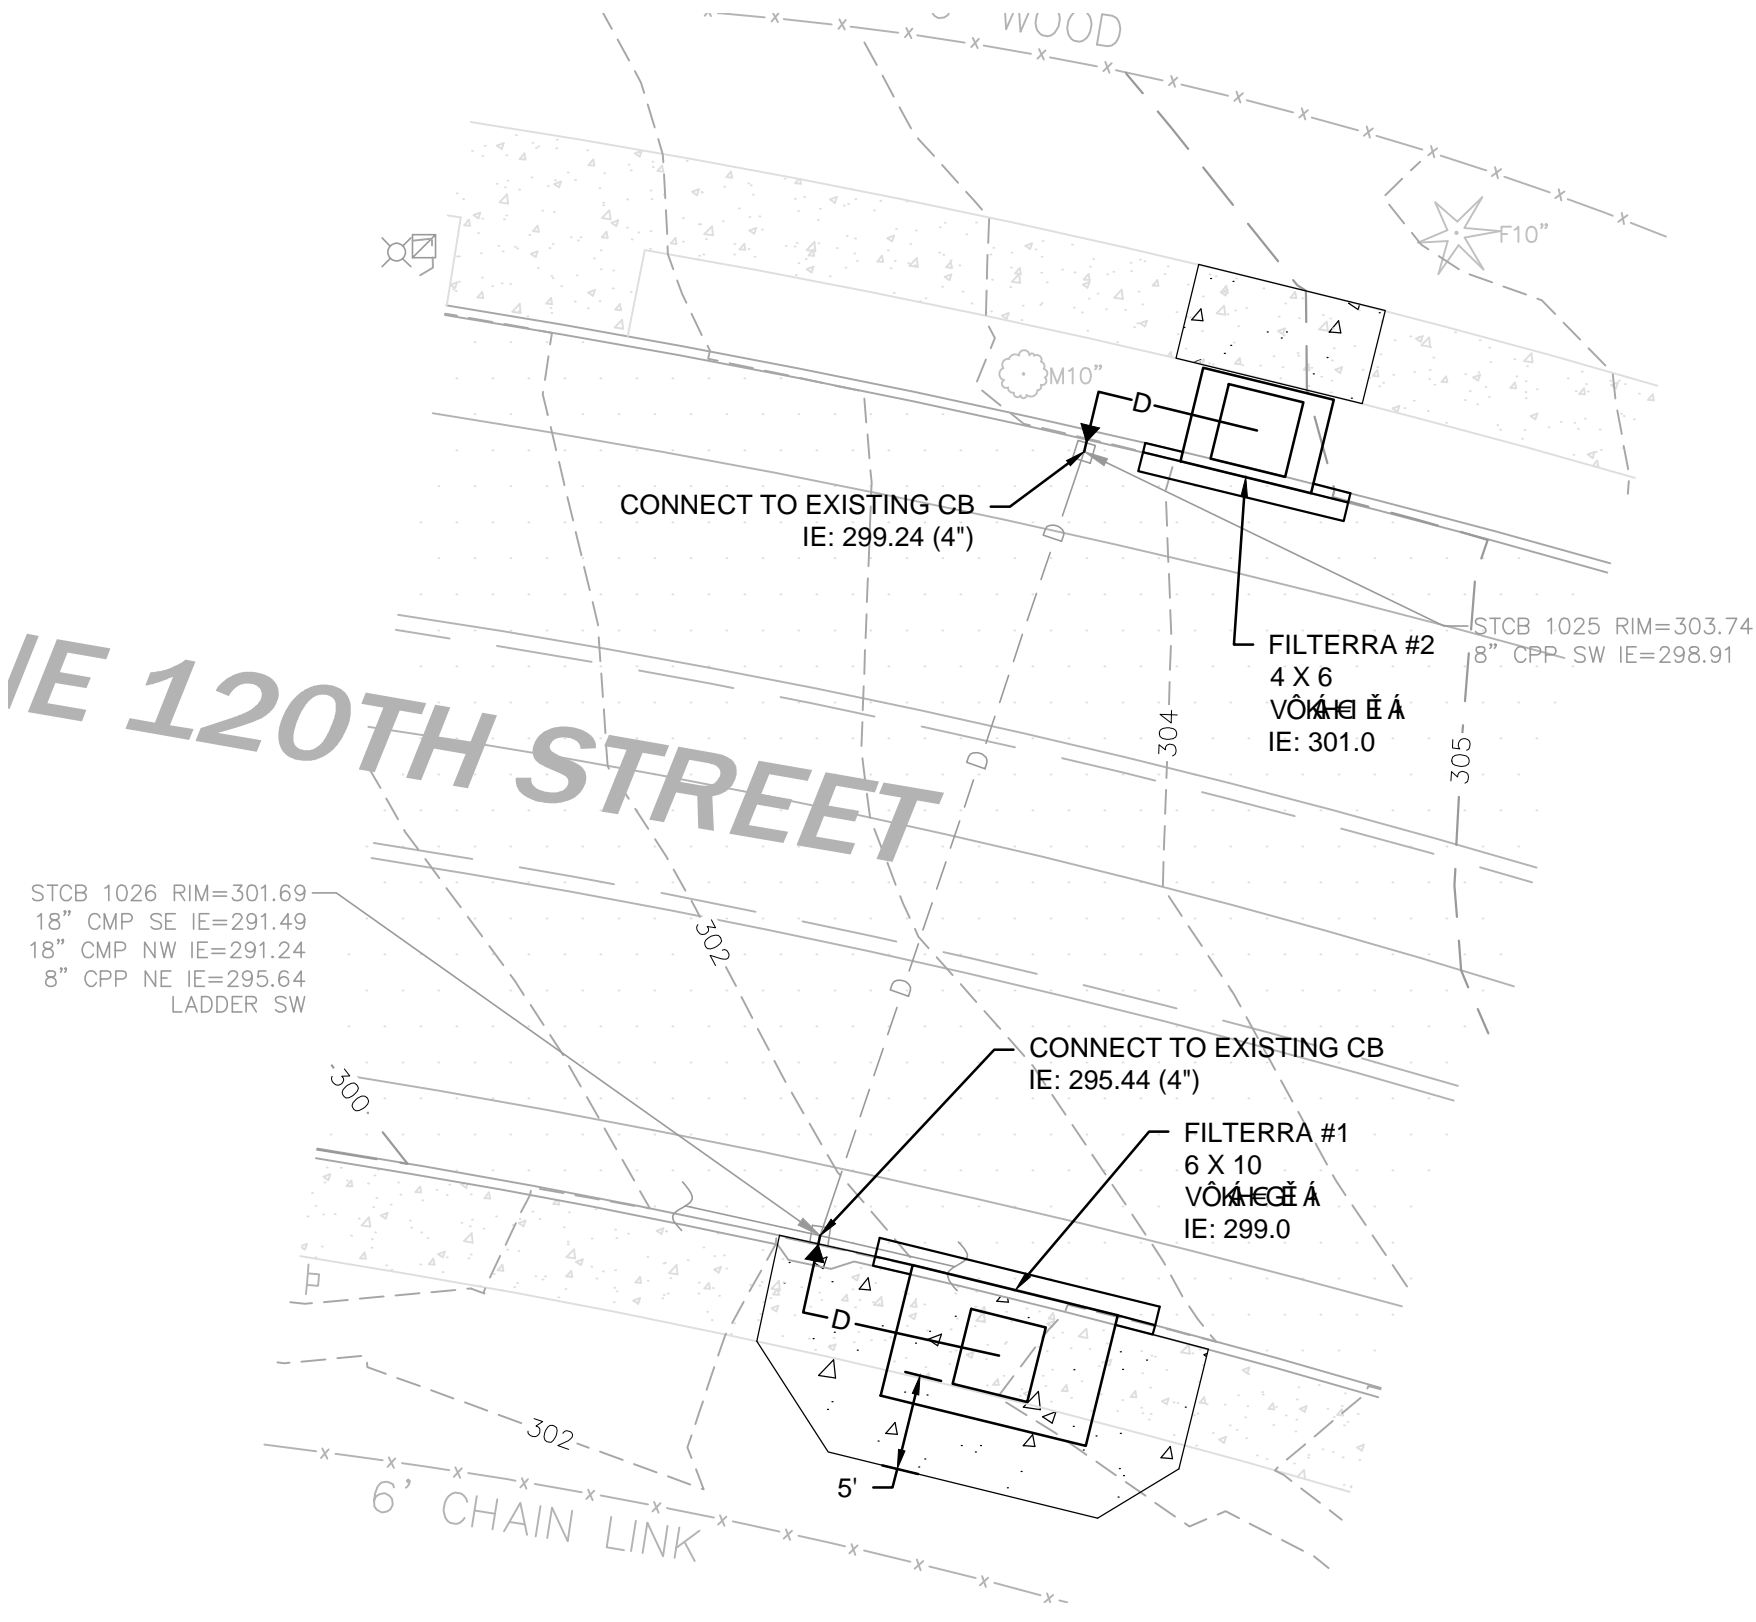 WOOD
F10”
M10”
D
CONNECT TO EXISTING CB
IE: 299.24 (4")
D
STCB 1025 RIM=303.74
8” CPP SW IE=298.91
FILTERRA #2
4 X 6
IE: 301.0
304
305
D
120TH STREET
STCB 1026 RIM=301.69
18” CMP SE IE=291.49
18” CMP NW IE=291.24
8” CPP NE IE=295.64
LADDER SW
302
D
CONNECT TO EXISTING CB
IE: 295.44 (4")
300
FILTERRA #1
6 X 10
IE: 299.0
D
302
5'
6’ CHAIN LINK